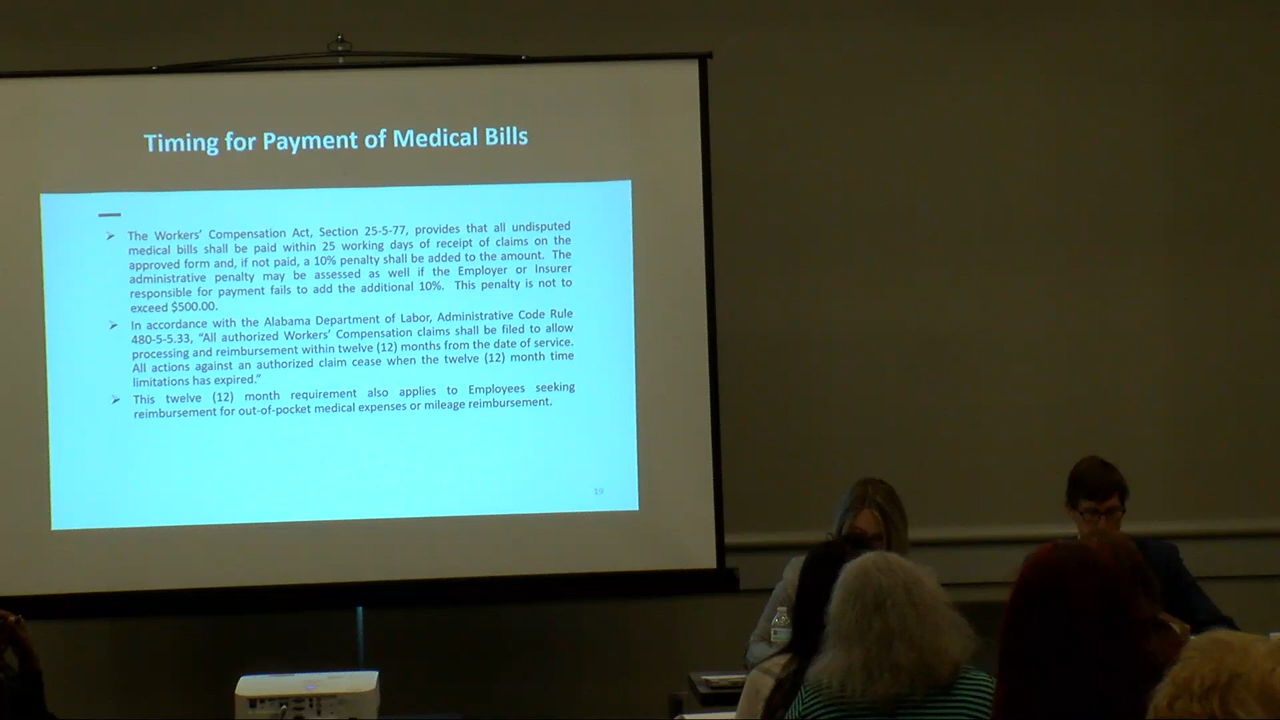 Timing for Payment of Medical Bills
The Workers' Compensation Act, Section 25-5-77, provides that all undisputed
medical bills shall be paid within 25 working days of receipt of claims on the
approved form and, if not paid, a 10% penalty shall be added to the amount. The
administrative penalty may be assessed as well if the Employer or Insurer
responsible for payment fails to add the additional 10%. This penalty is not to
exceed $500.00.
In accordance with the Alabama Department of Labor, Administrative Code Rule
480-5-5.33, "All authorized Workers' Compensation claims shall be filed to allow
processing and reimbursement within twelve (12) months from the date of service.
All actions against an authorized claim cease when the twelve (12) month time
limitations has expired."
This twelve (12) month requirement also applies to Employees seeking
reimbursement for out-of-pocket medical expenses or mileage reimbursement.
19